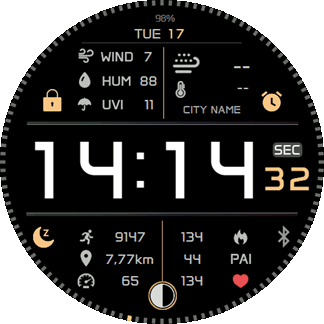 98%
TUE 17
WIND 7
HUM 88
UVI 11
--
--
CITY NAME
14:14
SEC
32
z
9147 134
7,77km 44 PAI
65 134